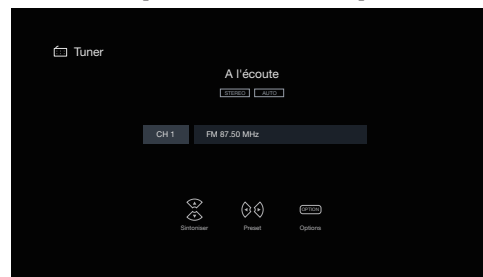 Tuner
A l'écoute
STEREO AUTO
CH 1 FM 87.50 MHz
OPTION
Sintoniser Preset Options